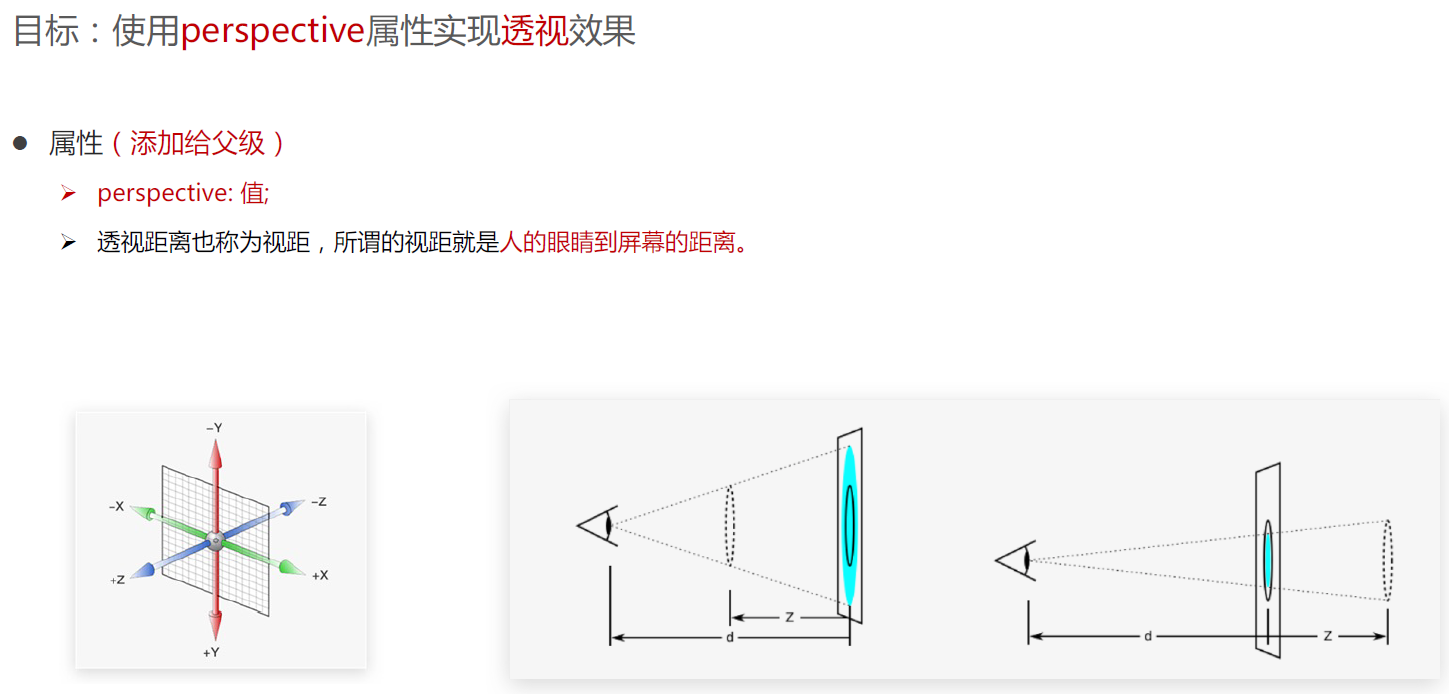 目标：使用perspective属性实现透视效果
● 属性（添加给父级）
➢ perspective: 值;
➢ 透视距离也称为视距，所谓的视距就是人的眼睛到屏幕的距离。
−Y
−X
−Z
+Z
+X
+Y
Z
d
d
Z